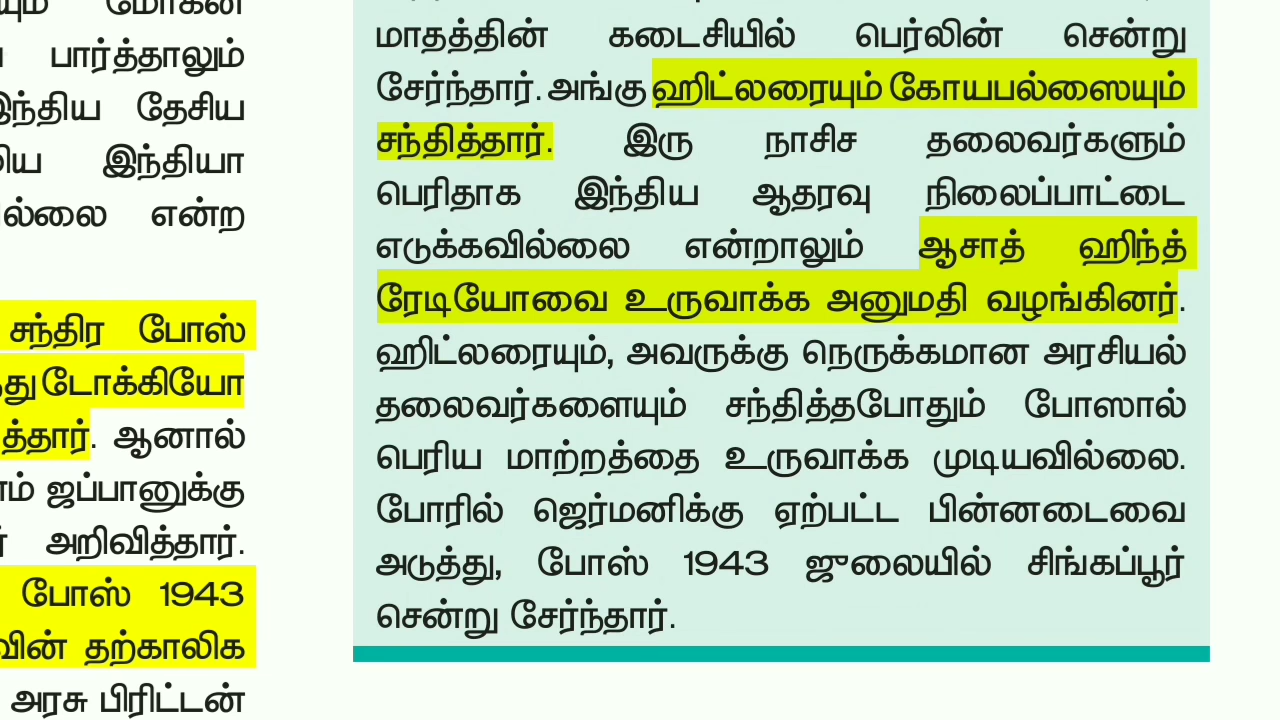 மோகன்
பார்த்தாலும்
இந்திய தேசிய
இந்தியா
என்ற
சந்திர போஸ்
டோக்கியோ
ஆனால்
ஜப்பானுக்கு
அறிவித்தார்.
போஸ் 1943
தற்காலிக
அரசு பிரிட்டன்
மாதத்தின் கடைசியில் பெர்லின் சென்று
சேர்ந்தார். அங்கு ஹிட்லரையும் கோயபல்ஸையும்
சந்தித்தார். இரு நாசிச தலைவர்களும்
பெரிதாக இந்திய ஆதரவு நிலைப்பாட்டை
எடுக்கவில்லை என்றாலும் ஆசாத் ஹிந்த்
ரேடியோவை உருவாக்க அனுமதி வழங்கினர்.
ஹிட்லரையும், அவருக்கு நெருக்கமான அரசியல்
தலைவர்களையும் சந்தித்தபோதும் போஸால்
பெரிய மாற்றத்தை உருவாக்க முடியவில்லை.
போரில் ஜெர்மனிக்கு ஏற்பட்ட பின்னடைவை
அடுத்து, போஸ் 1943 ஜுலையில் சிங்கப்பூர்
சென்று சேர்ந்தார்.